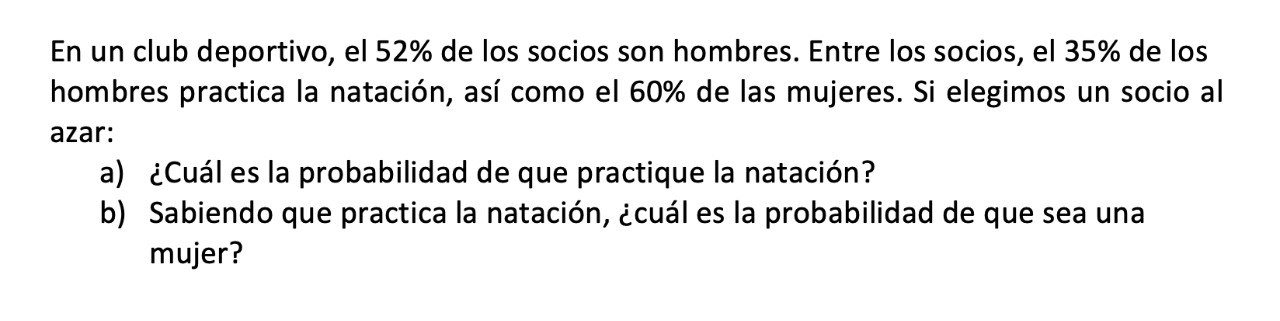 En un club deportivo, el 52% de los socios son hombres. Entre los socios, el 35% de los
hombres practica la natación, así como el 60% de las mujeres. Si elegimos un socio al
azar:
a) ¿Cuál es la probabilidad de que practique la natación?
b) Sabiendo que practica la natación, ¿cuál es la probabilidad de que sea una
mujer?